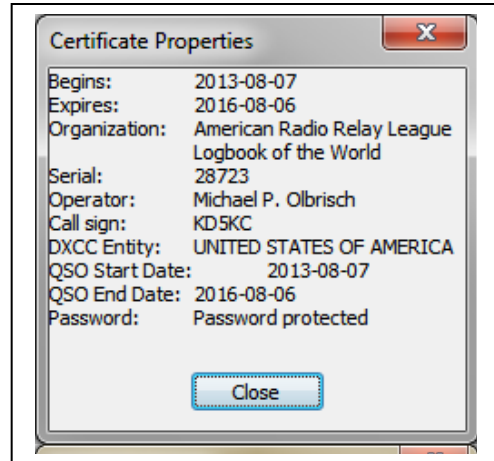 Certificate Properties
Begins: 2013-08-07
Expires: 2016-08-06
Organization: American Radio Relay League
Logbook of the World
Serial: 28723
Operator: Michael P. Olbrisch
Call sign: KD5KC
DXCC Entity: UNITED STATES OF AMERICA
QSO Start Date: 2013-08-07
QSO End Date: 2016-08-06
Password: Password protected
Close